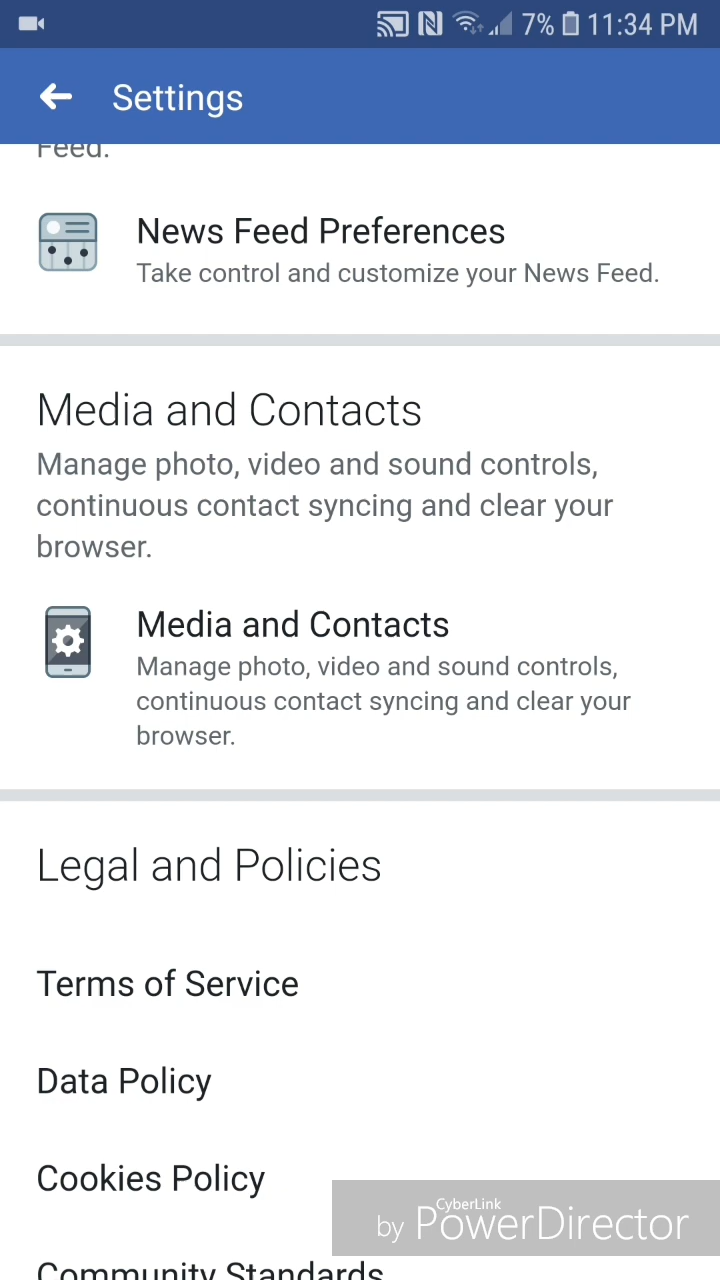 7% 11:34 PM
Settings
Feed.
News Feed Preferences
Take control and customize your News Feed.
Media and Contacts
Manage photo, video and sound controls,
continuous contact syncing and clear your
browser.
Media and Contacts
Manage photo, video and sound controls,
continuous contact syncing and clear your
browser.
Legal and Policies
Terms of Service
Data Policy
Cookies Policy
CyberLink
by PowerDirector
Community Standards